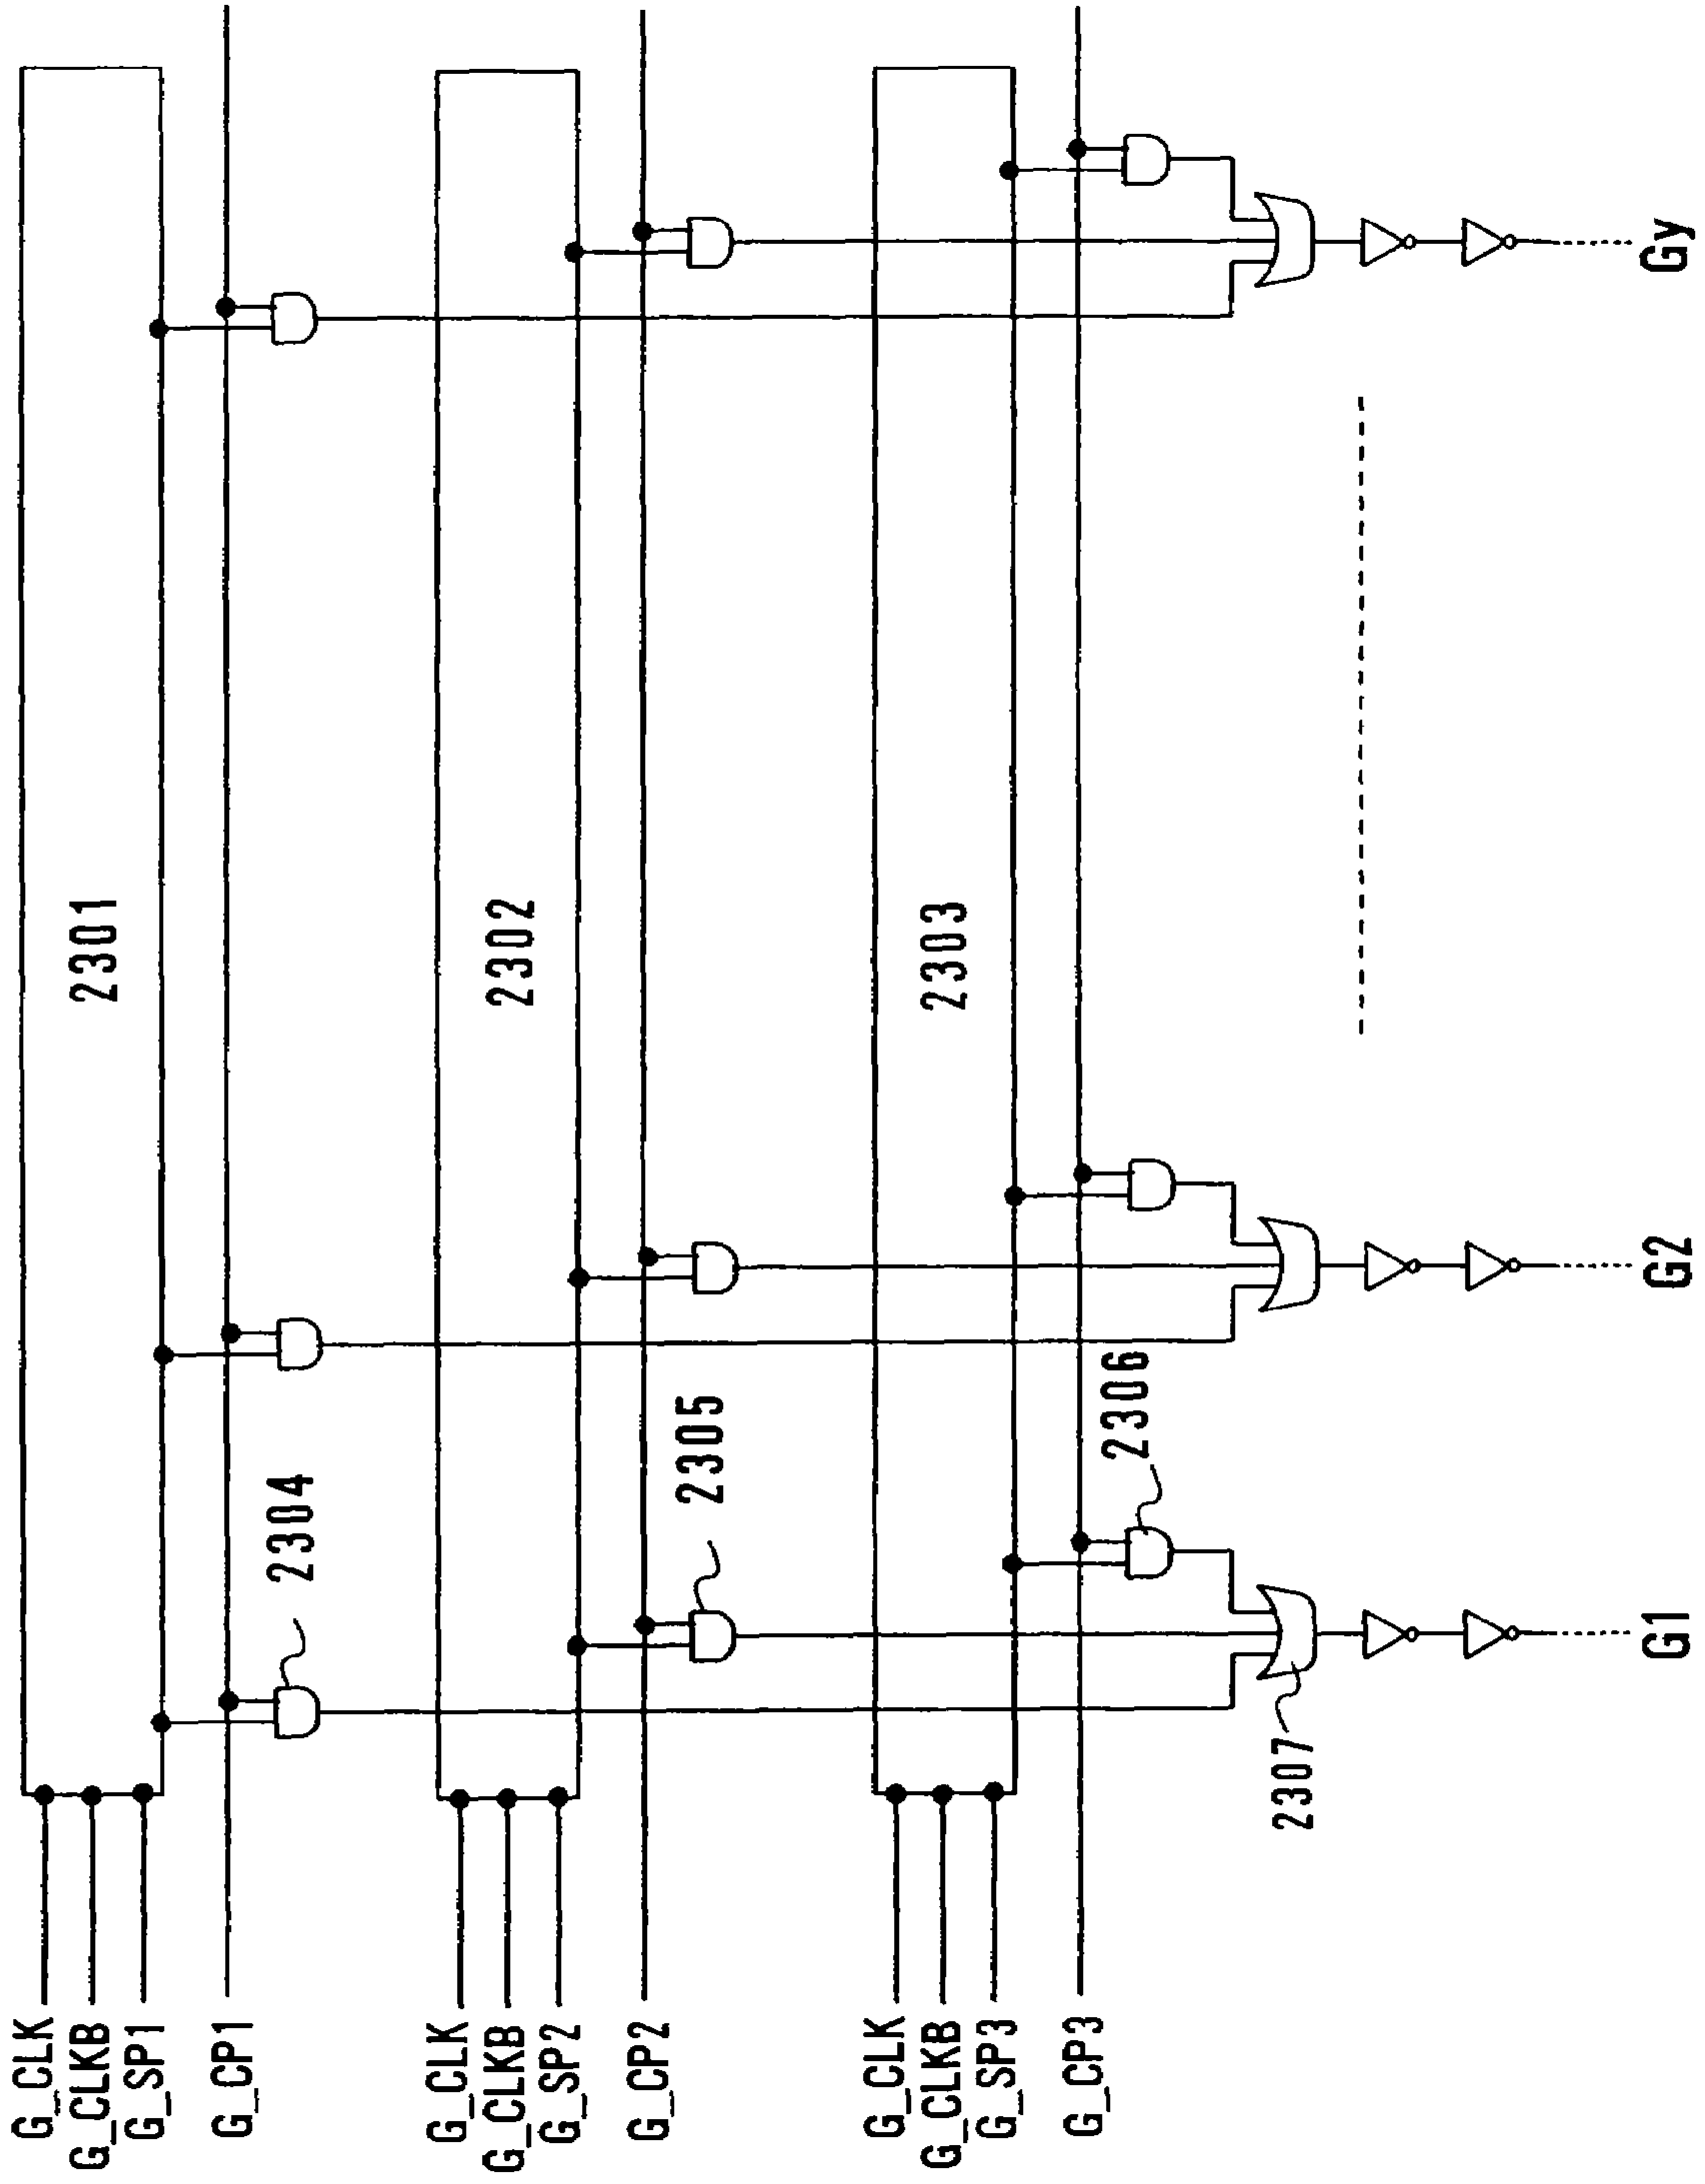 G_CLK
G_CLKB
G_SP1
G_CP1
2301
2304
G_CLK
G_CLKB
G_SP2
G_CP2
2302
2305
G_CLK
G_CLKB
G_SP3
G_CP3
2303
2306
2307
G1
G2
Gy